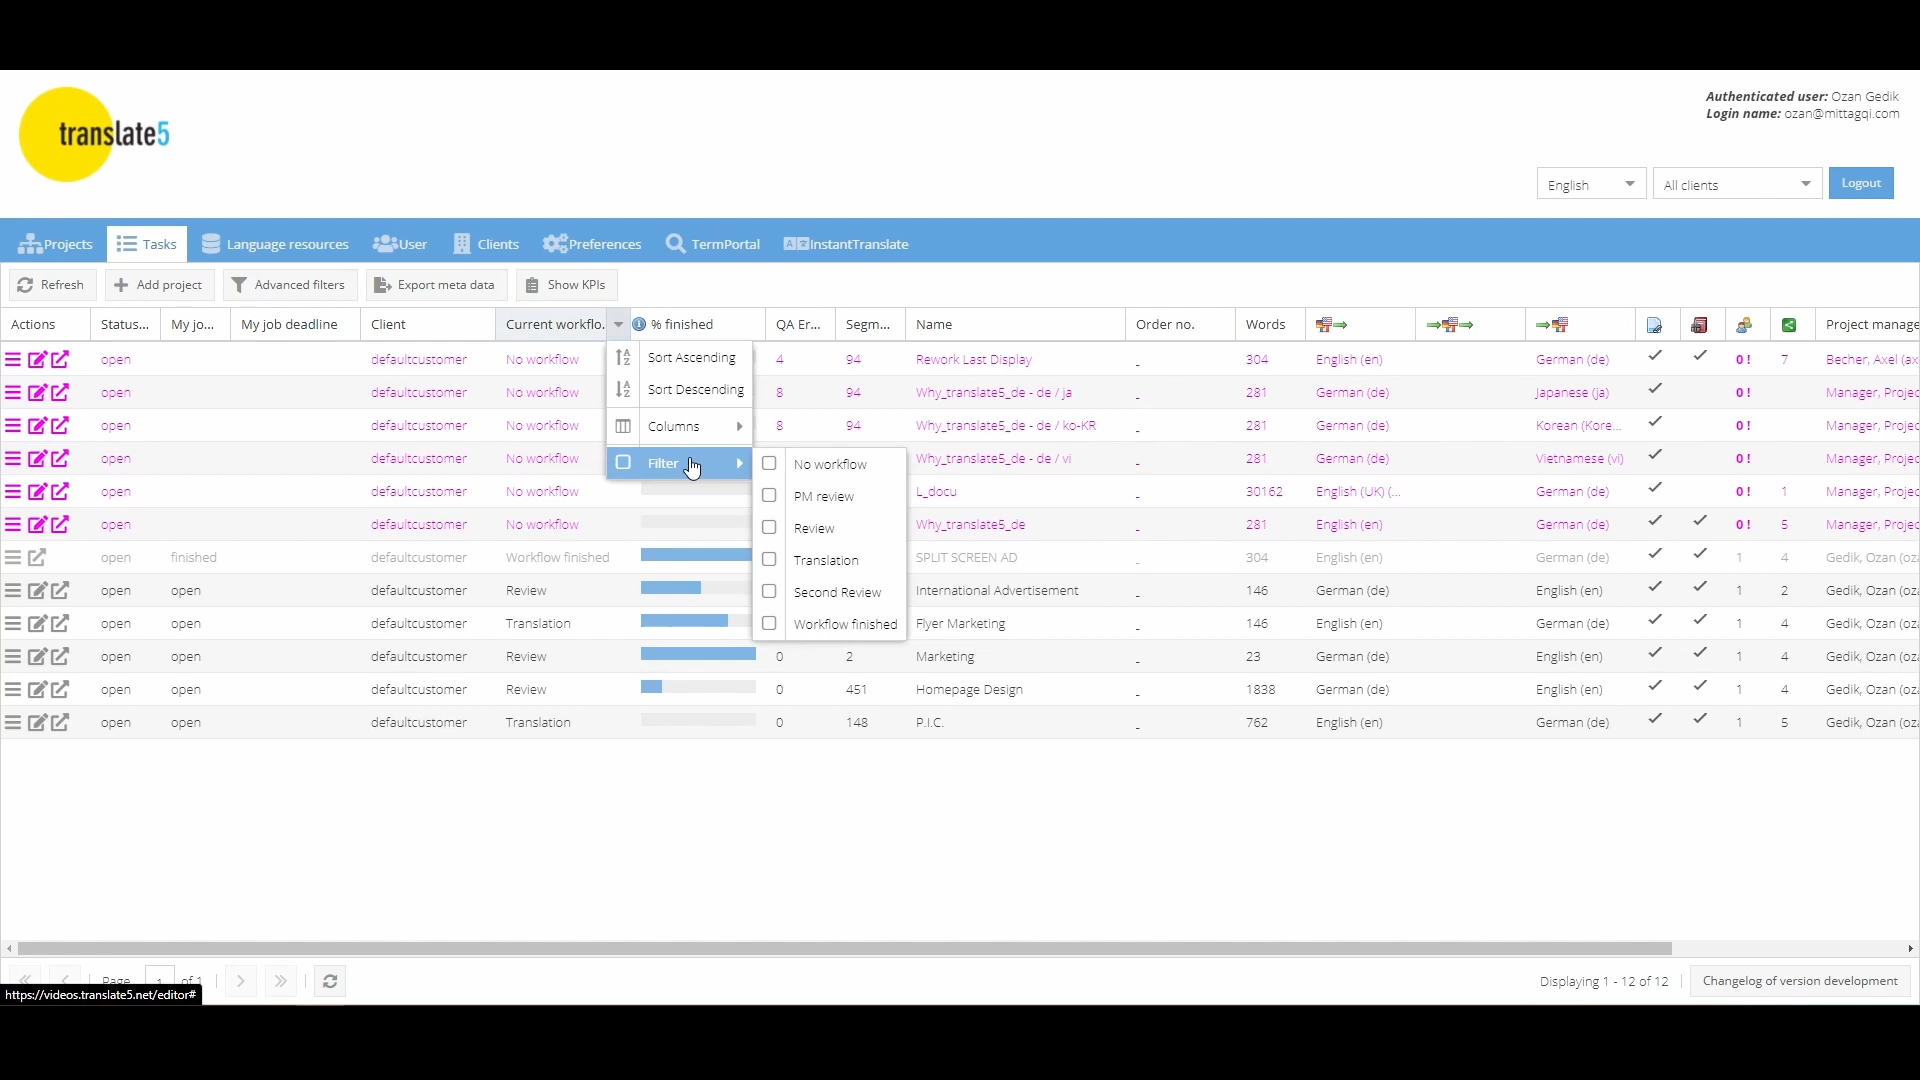 translate5
Authenticated user: Ozan Gedik
Login name: ozan@mittagqi.com
English All clients Logout
Projects Tasks Language resources User Clients Preferences TermPortal InstantTranslate
Refresh Add project Advanced filters Export meta data Show KPIs
Actions Status... My jo... My job deadline Client Current workflo... % finished QA Er... Segm... Name Order no. Words Project manage
open defaultcustomer No workflow Sort Ascending 4 94 Rework Last Display - 304 English (en) German (de) 0 ! 7 Becher, Axel (ax
open defaultcustomer No workflow Sort Descending 8 94 Why_translate5_de - de / ja - 281 German (de) Japanese (ja) 0 ! Manager, Projec
open defaultcustomer No workflow Columns 8 94 Why_translate5_de - de / ko-KR - 281 German (de) Korean (Kore... 0 ! Manager, Projec
open defaultcustomer No workflow Filter No workflow Why_translate5_de - de / vi - 281 German (de) Vietnamese (vi) 0 ! Manager, Projec
open defaultcustomer No workflow PM review L_docu - 30162 English (UK) (... German (de) 0 ! 1 Manager, Projec
open defaultcustomer No workflow Review Why_translate5_de - 281 English (en) German (de) 0 ! 5 Manager, Projec
open finished defaultcustomer Workflow finished Translation SPLIT SCREEN AD - 304 English (en) German (de) 1 4 Gedik, Ozan (oza
open open defaultcustomer Review Second Review International Advertisement - 146 German (de) English (en) 1 2 Gedik, Ozan (oza
open open defaultcustomer Translation Workflow finished Flyer Marketing - 146 English (en) German (de) 1 4 Gedik, Ozan (oza
open open defaultcustomer Review 0 2 Marketing - 23 German (de) English (en) 1 4 Gedik, Ozan (oza
open open defaultcustomer Review 0 451 Homepage Design - 1838 German (de) English (en) 1 4 Gedik, Ozan (oza
open open defaultcustomer Translation 0 148 P.I.C. - 762 English (en) German (de) 1 5 Gedik, Ozan (oza
Page 1 of 1 Displaying 1 - 12 of 12 Changelog of version development
https://videos.translate5.net/editor#